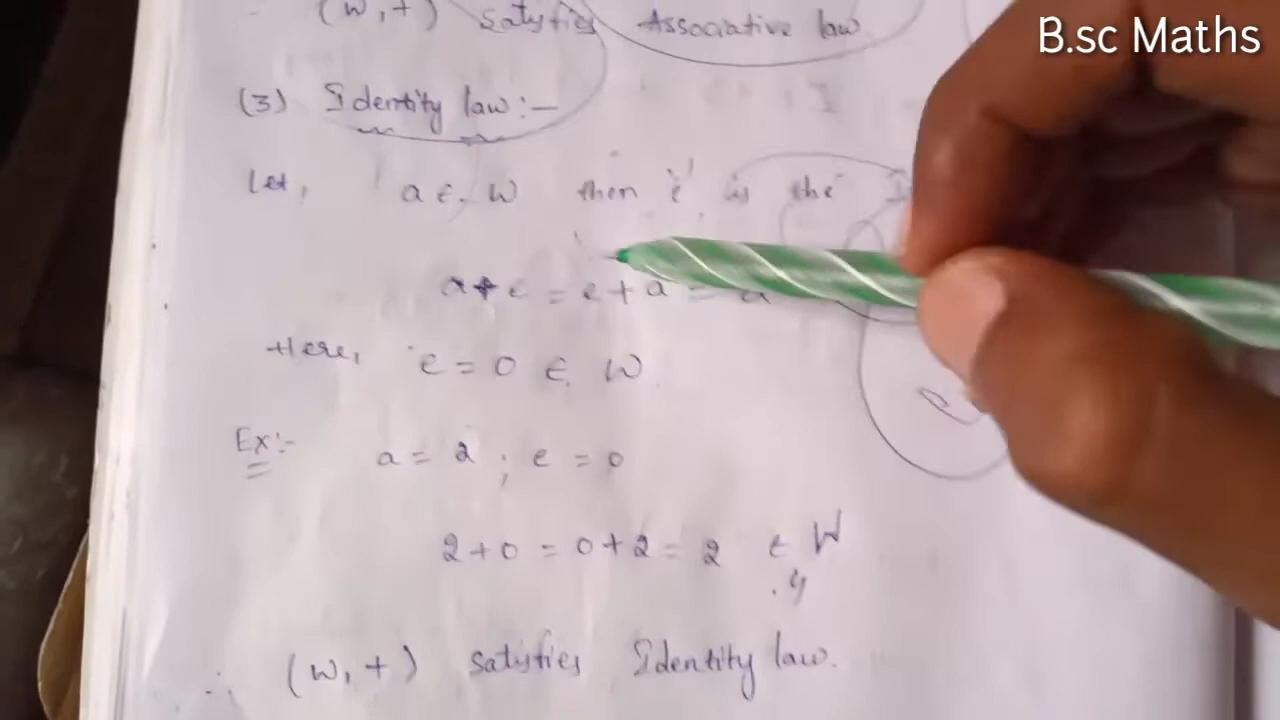 (W,+) satisfies Associative law
B.sc Maths
(3) Identity law:-
Let, a ∈ W then 'e' is the
a+e = e+a = a
Here, e = 0 ∈ W
Ex:- a = 2 ; e = 0
2+0 = 0+2 = 2 ∈ W
∴ (W,+) satisfies Identity law.